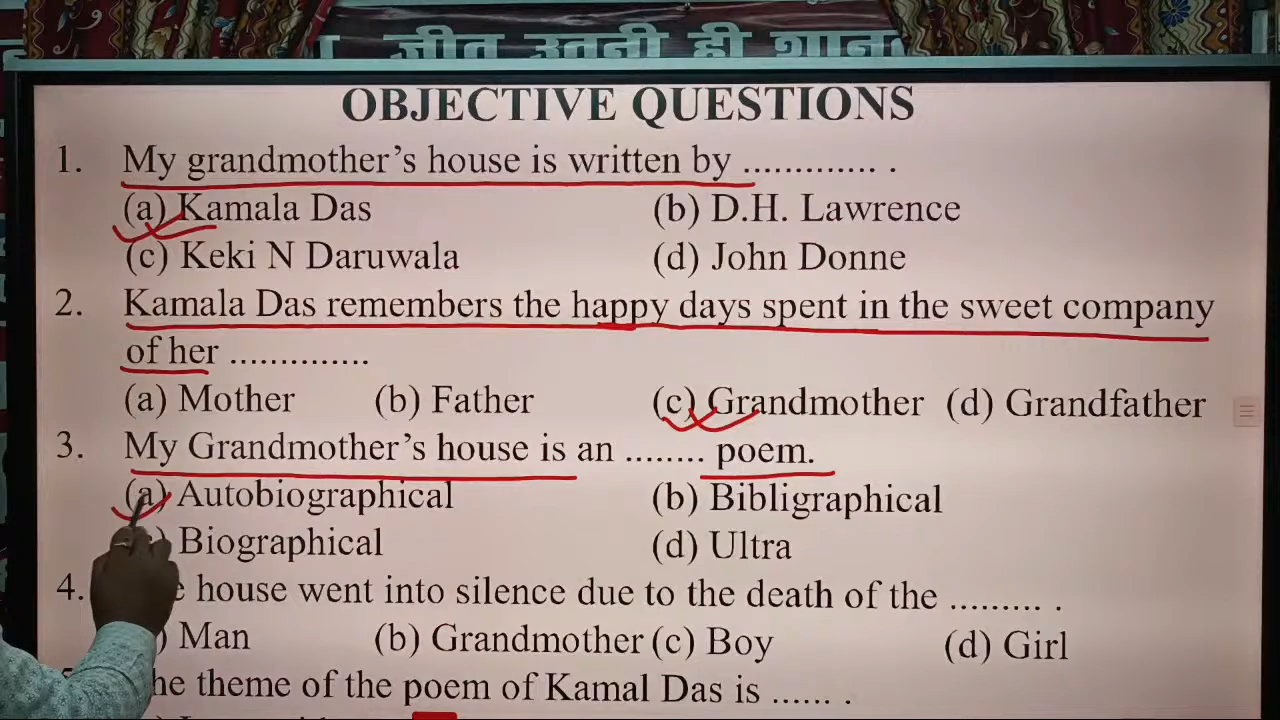 जीत उतनी ही शान
OBJECTIVE QUESTIONS
1. My grandmother's house is written by ............. .
(a) Kamala Das (b) D.H. Lawrence
(c) Keki N Daruwala (d) John Donne
2. Kamala Das remembers the happy days spent in the sweet company
of her ..............
(a) Mother (b) Father (c) Grandmother (d) Grandfather
3. My Grandmother's house is an ........ poem.
(a) Autobiographical (b) Bibligraphical
) Biographical (d) Ultra
4. house went into silence due to the death of the ......... .
) Man (b) Grandmother (c) Boy (d) Girl
he theme of the poem of Kamal Das is ...... .